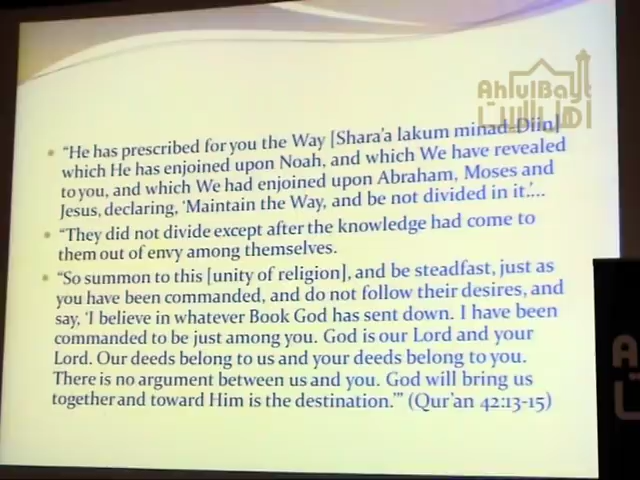 AhlulBayt
اهل البيت
• “He has prescribed for you the Way [Shara'a lakum minad-Diin]
which He has enjoined upon Noah, and which We have revealed
to you, and which We had enjoined upon Abraham, Moses and
Jesus, declaring, ‘Maintain the Way, and be not divided in it.’...
• “They did not divide except after the knowledge had come to
them out of envy among themselves.
• “So summon to this [unity of religion], and be steadfast, just as
you have been commanded, and do not follow their desires, and
say, ‘I believe in whatever Book God has sent down. I have been
commanded to be just among you. God is our Lord and your
Lord. Our deeds belong to us and your deeds belong to you.
There is no argument between us and you. God will bring us
together and toward Him is the destination.’” (Qur'an 42:13-15)